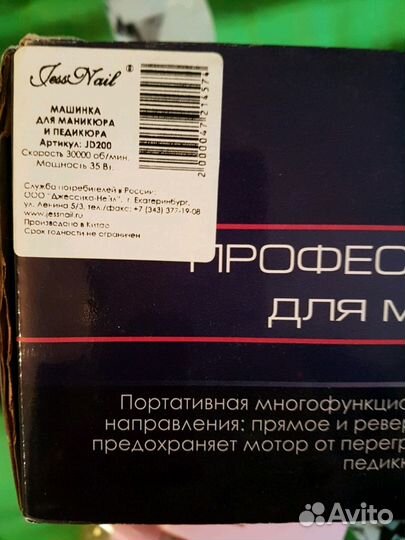 JessNail
МАШИНКА
ДЛЯ МАНИКЮРА
И ПЕДИКЮРА
Артикул: JD200
Скорость 30000 об/мин.
Мощность 35 Вт.
2000047214574
Служба потребителей в России:
ООО "Джессика-Нейл", г. Екатеринбург,
ул. Ленина 5/3, тел./факс: +7 (343) 377-19-08
www.jessnail.ru
Произведено в Китае
Срок годности не ограничен
ПРОФЕС
ДЛЯ М
Портативная многофункцио
направления: прямое и ревер
предохраняет мотор от перегр
педикю
Avito